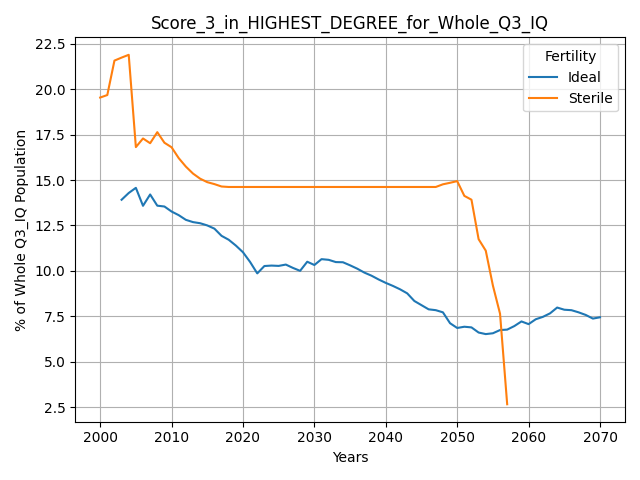 Score_3_in_HIGHEST_DEGREE_for_Whole_Q3_IQ
Fertility
Ideal
Sterile
% of Whole Q3_IQ Population
22.5
20.0
17.5
15.0
12.5
10.0
7.5
5.0
2.5
2000 2010 2020 2030 2040 2050 2060 2070
Years